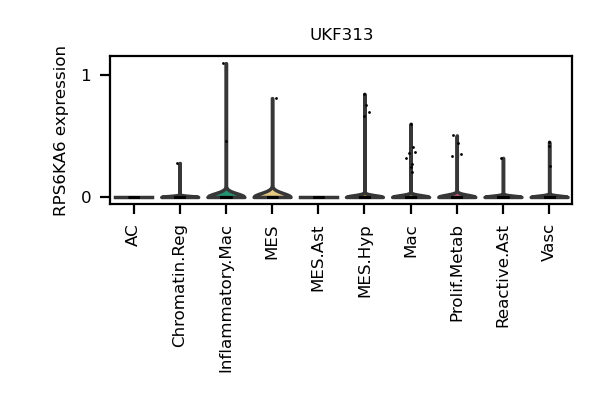 UKF313
RPS6KA6 expression
1
0
AC
Chromatin.Reg
Inflammatory.Mac
MES
MES.Ast
MES.Hyp
Mac
Prolif.Metab
Reactive.Ast
Vasc